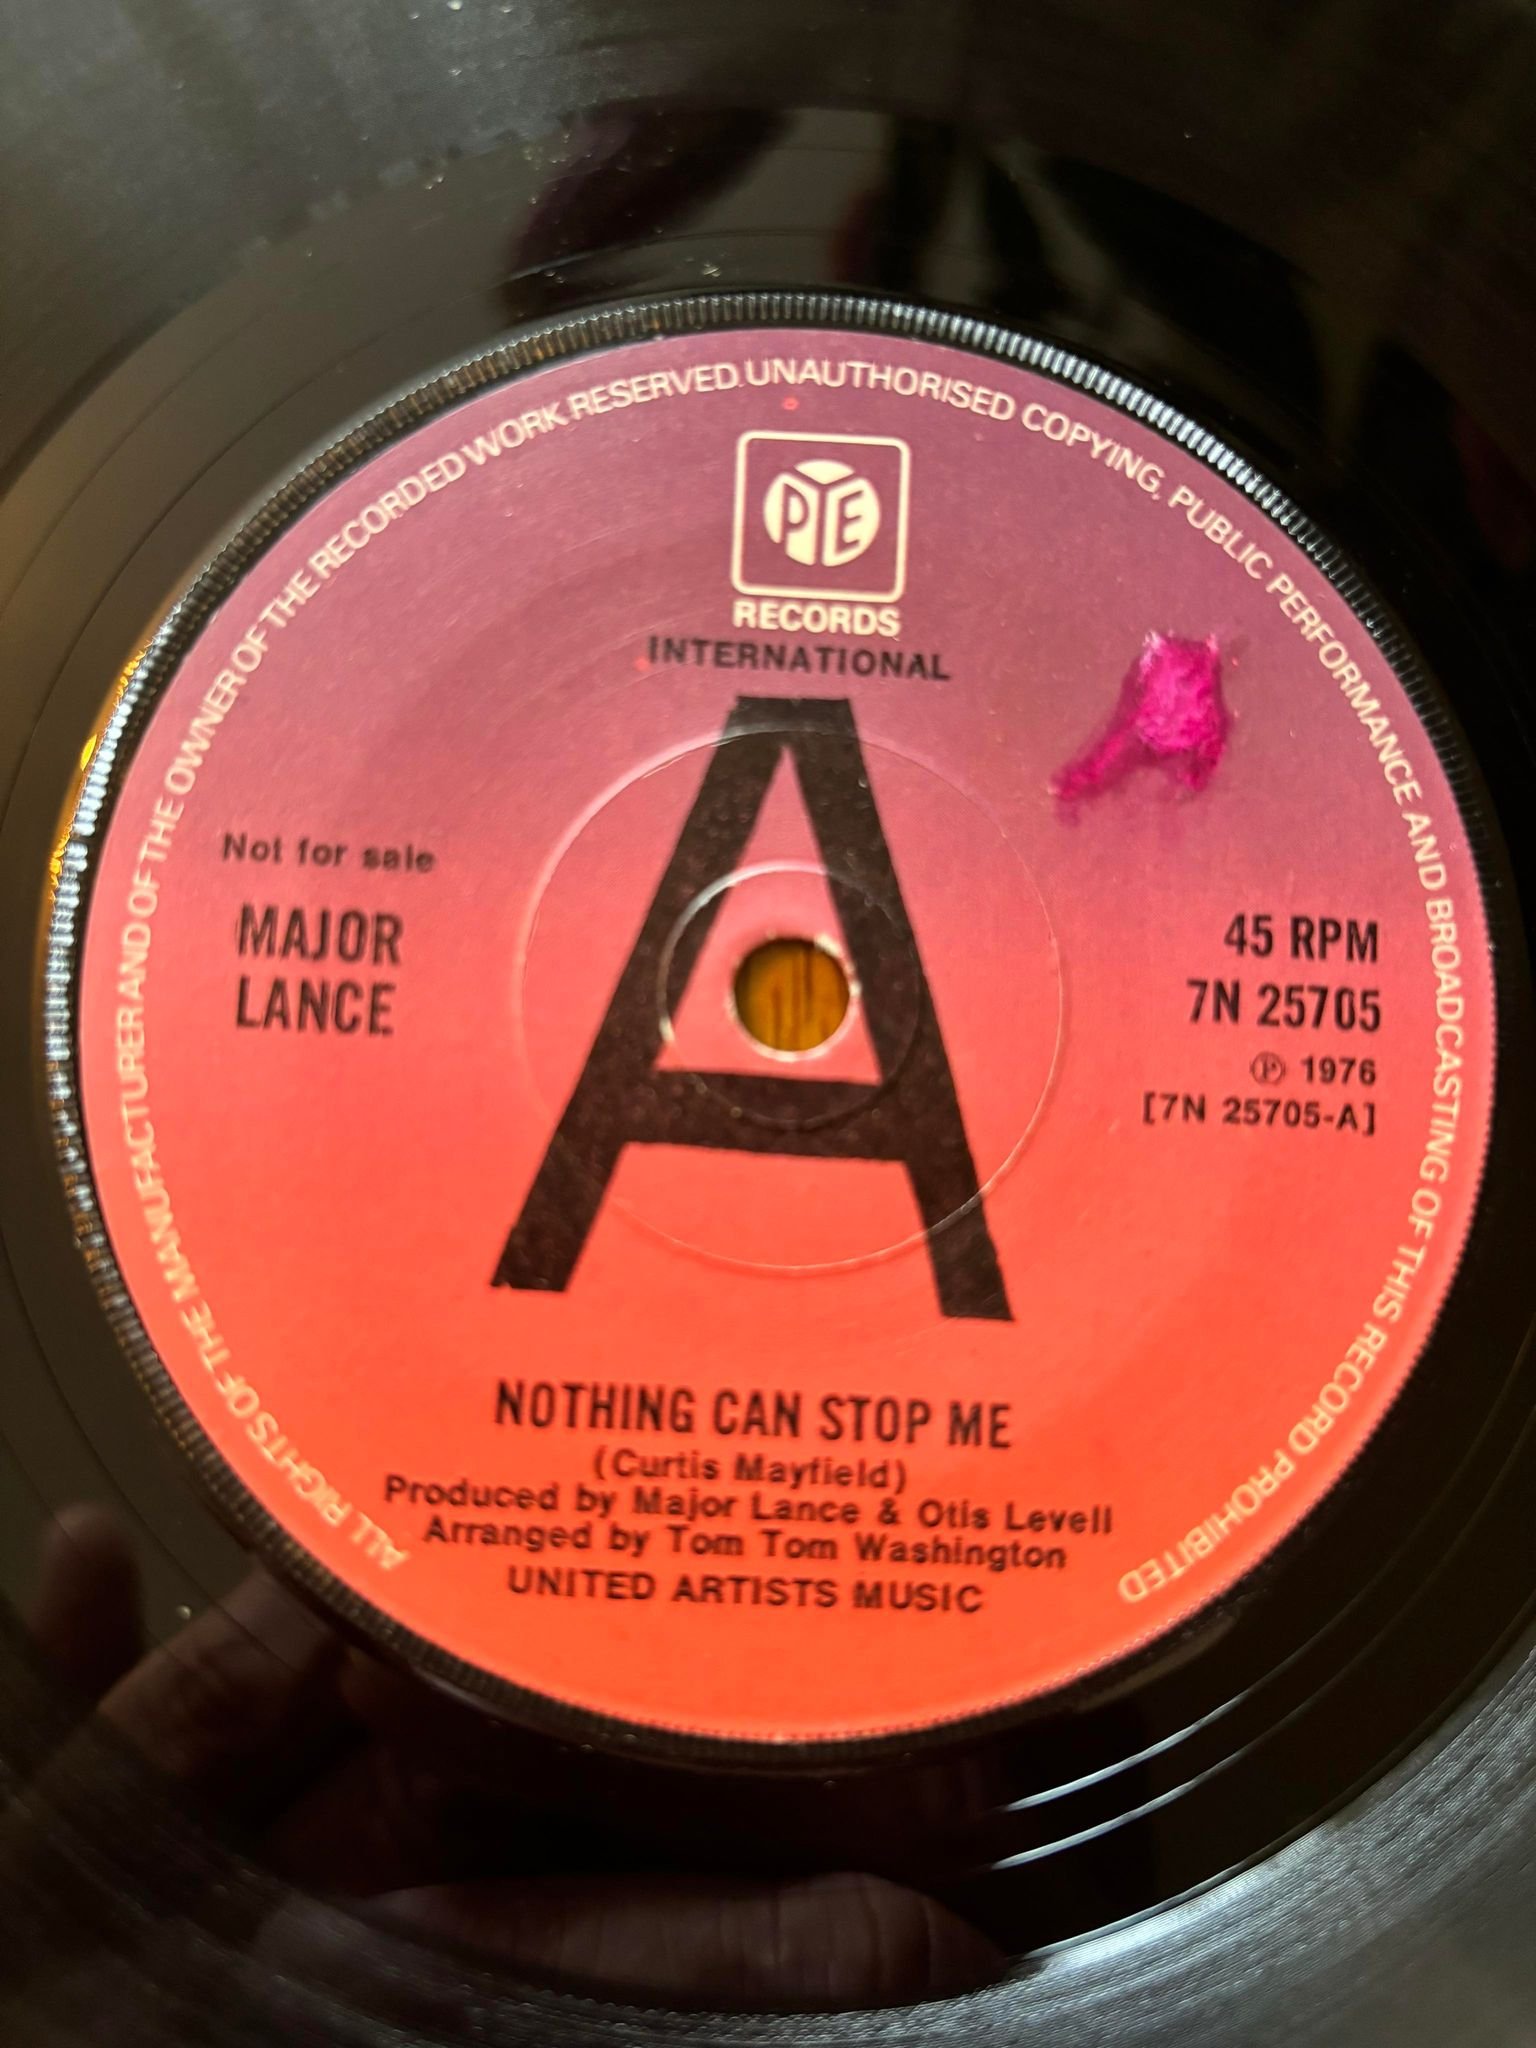 ALL RIGHTS OF THE MANUFACTURER AND OF THE OWNER OF THE RECORDED WORK RESERVED. UNAUTHORISED COPYING, PUBLIC PERFORMANCE AND BROADCASTING OF THIS RECORD PROHIBITED
PYE
RECORDS
INTERNATIONAL
A
Not for sale
MAJOR
LANCE
45 RPM
7N 25705
Ⓟ 1976
[7N 25705-A]
NOTHING CAN STOP ME
(Curtis Mayfield)
Produced by Major Lance & Otis Levell
Arranged by Tom Tom Washington
UNITED ARTISTS MUSIC